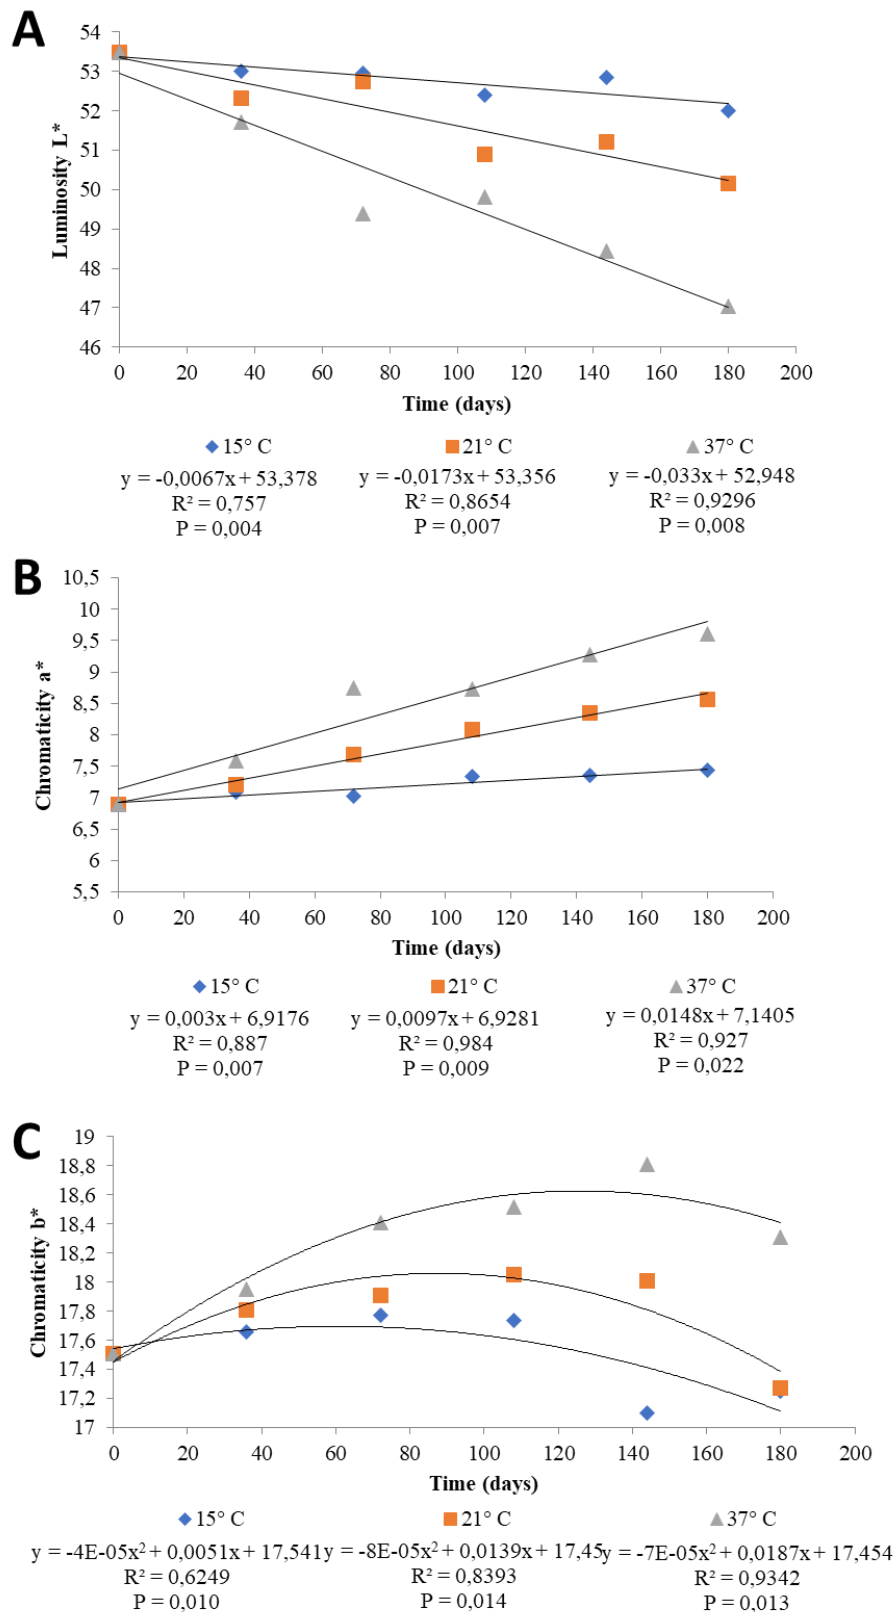 A
54
53
52
51
50
49
48
47
46
Luminosity L*
0 20 40 60 80 100 120 140 160 180 200
Time (days)
15° C 21° C 37° C
y = -0,0067x + 53,378 y = -0,0173x + 53,356 y = -0,033x + 52,948
R² = 0,757 R² = 0,8654 R² = 0,9296
P = 0,004 P = 0,007 P = 0,008
B
10,5
10
9,5
9
8,5
8
7,5
7
6,5
6
5,5
Chromaticity a*
0 20 40 60 80 100 120 140 160 180 200
Time (days)
15° C 21° C 37° C
y = 0,003x + 6,9176 y = 0,0097x + 6,9281 y = 0,0148x + 7,1405
R² = 0,887 R² = 0,984 R² = 0,927
P = 0,007 P = 0,009 P = 0,022
C
19
18,8
18,6
18,4
18,2
18
17,8
17,6
17,4
17,2
17
Chromaticity b*
0 20 40 60 80 100 120 140 160 180 200
Time (days)
15° C 21° C 37° C
y = -4E-05x² + 0,0051x + 17,541 y = -8E-05x² + 0,0139x + 17,45 y = -7E-05x² + 0,0187x + 17,454
R² = 0,6249 R² = 0,8393 R² = 0,9342
P = 0,010 P = 0,014 P = 0,013